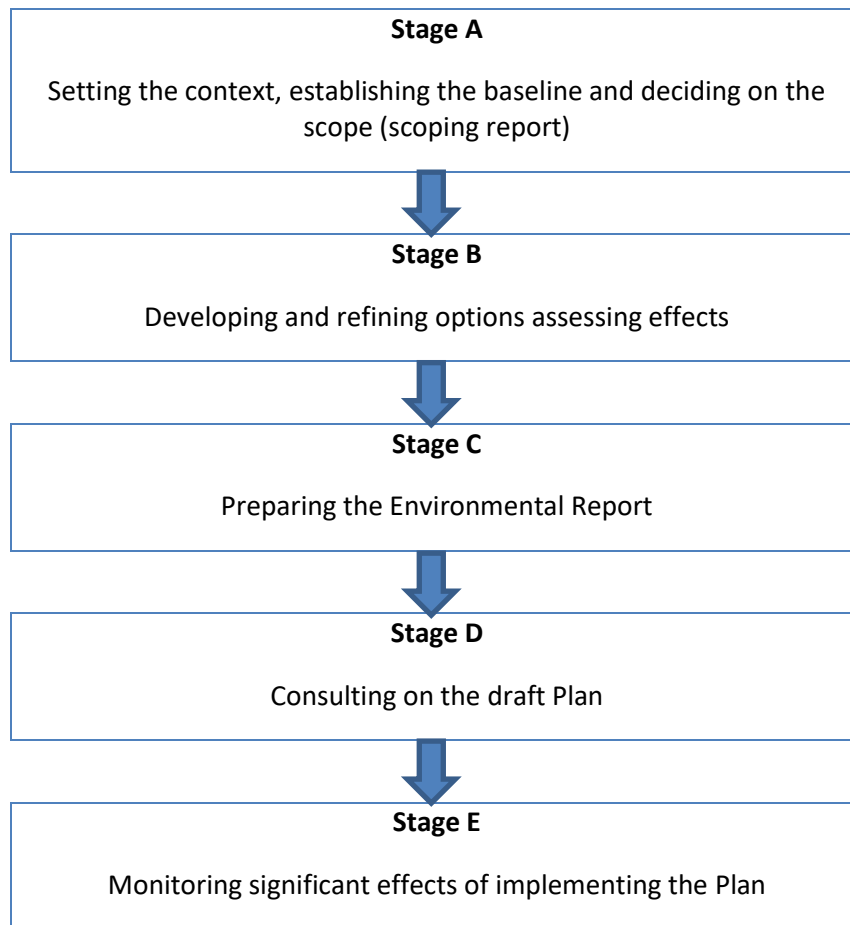 Stage A
Setting the context, establishing the baseline and deciding on the
scope (scoping report)
Stage B
Developing and refining options assessing effects
Stage C
Preparing the Environmental Report
Stage D
Consulting on the draft Plan
Stage E
Monitoring significant effects of implementing the Plan